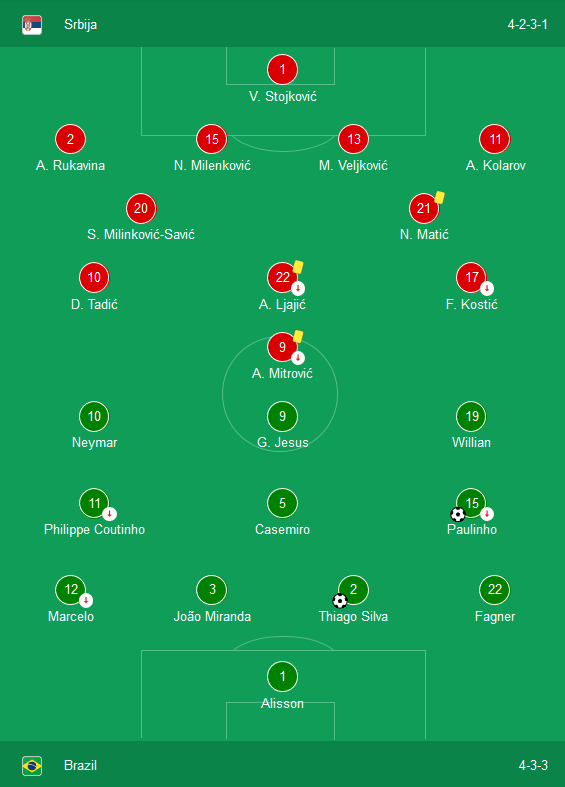 Srbija 4-2-3-1
1
V. Stojković
2 15 13 11
A. Rukavina N. Milenković M. Veljković A. Kolarov
20 21
S. Milinković-Savić N. Matić
10 22 17
D. Tadić A. Ljajić F. Kostić
9
A. Mitrović
10 9 19
Neymar G. Jesus Willian
11 5 15
Philippe Coutinho Casemiro Paulinho
12 3 2 22
Marcelo João Miranda Thiago Silva Fagner
1
Alisson
Brazil 4-3-3